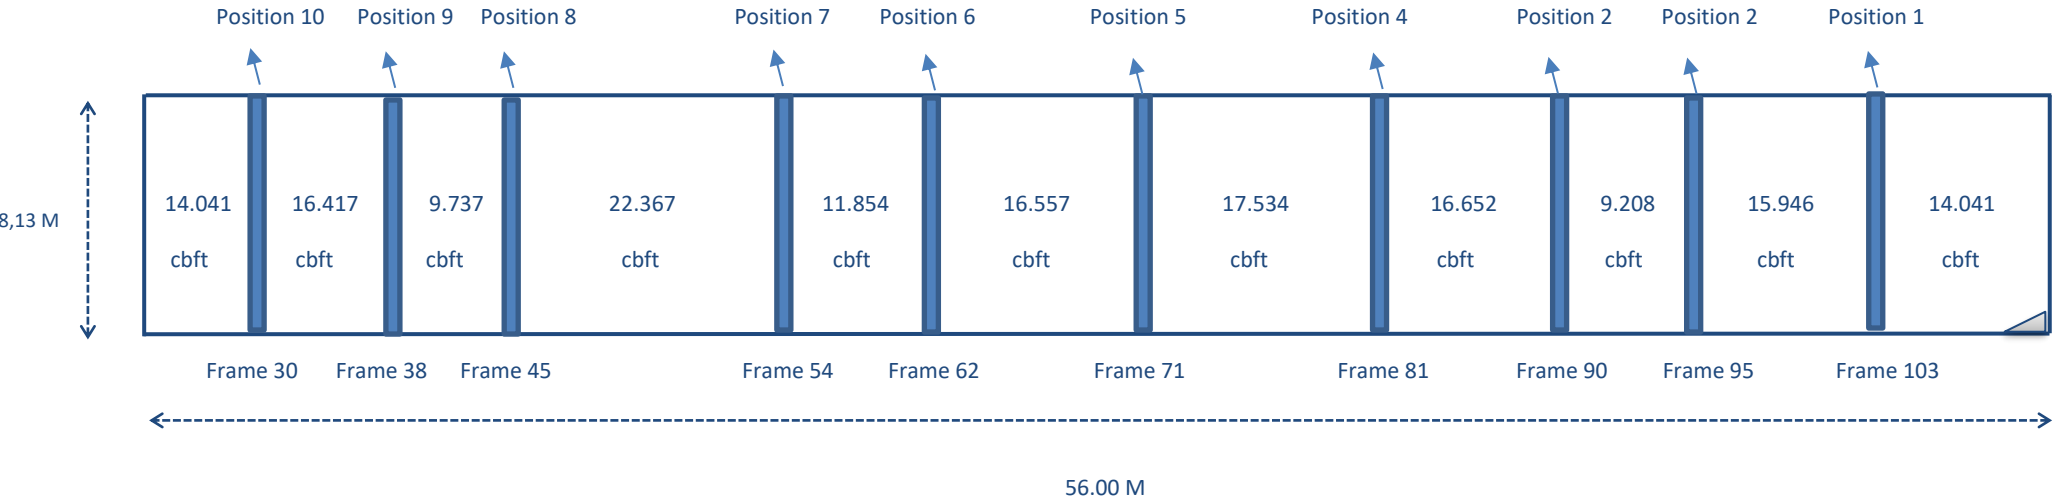 Position 10 Position 9 Position 8 Position 7 Position 6 Position 5 Position 4 Position 2 Position 2 Position 1
14.041 16.417 9.737 22.367 11.854 16.557 17.534 16.652 9.208 15.946 14.041
8,13 M
cbft cbft cbft cbft cbft cbft cbft cbft cbft cbft cbft
Frame 30 Frame 38 Frame 45 Frame 54 Frame 62 Frame 71 Frame 81 Frame 90 Frame 95 Frame 103
56.00 M